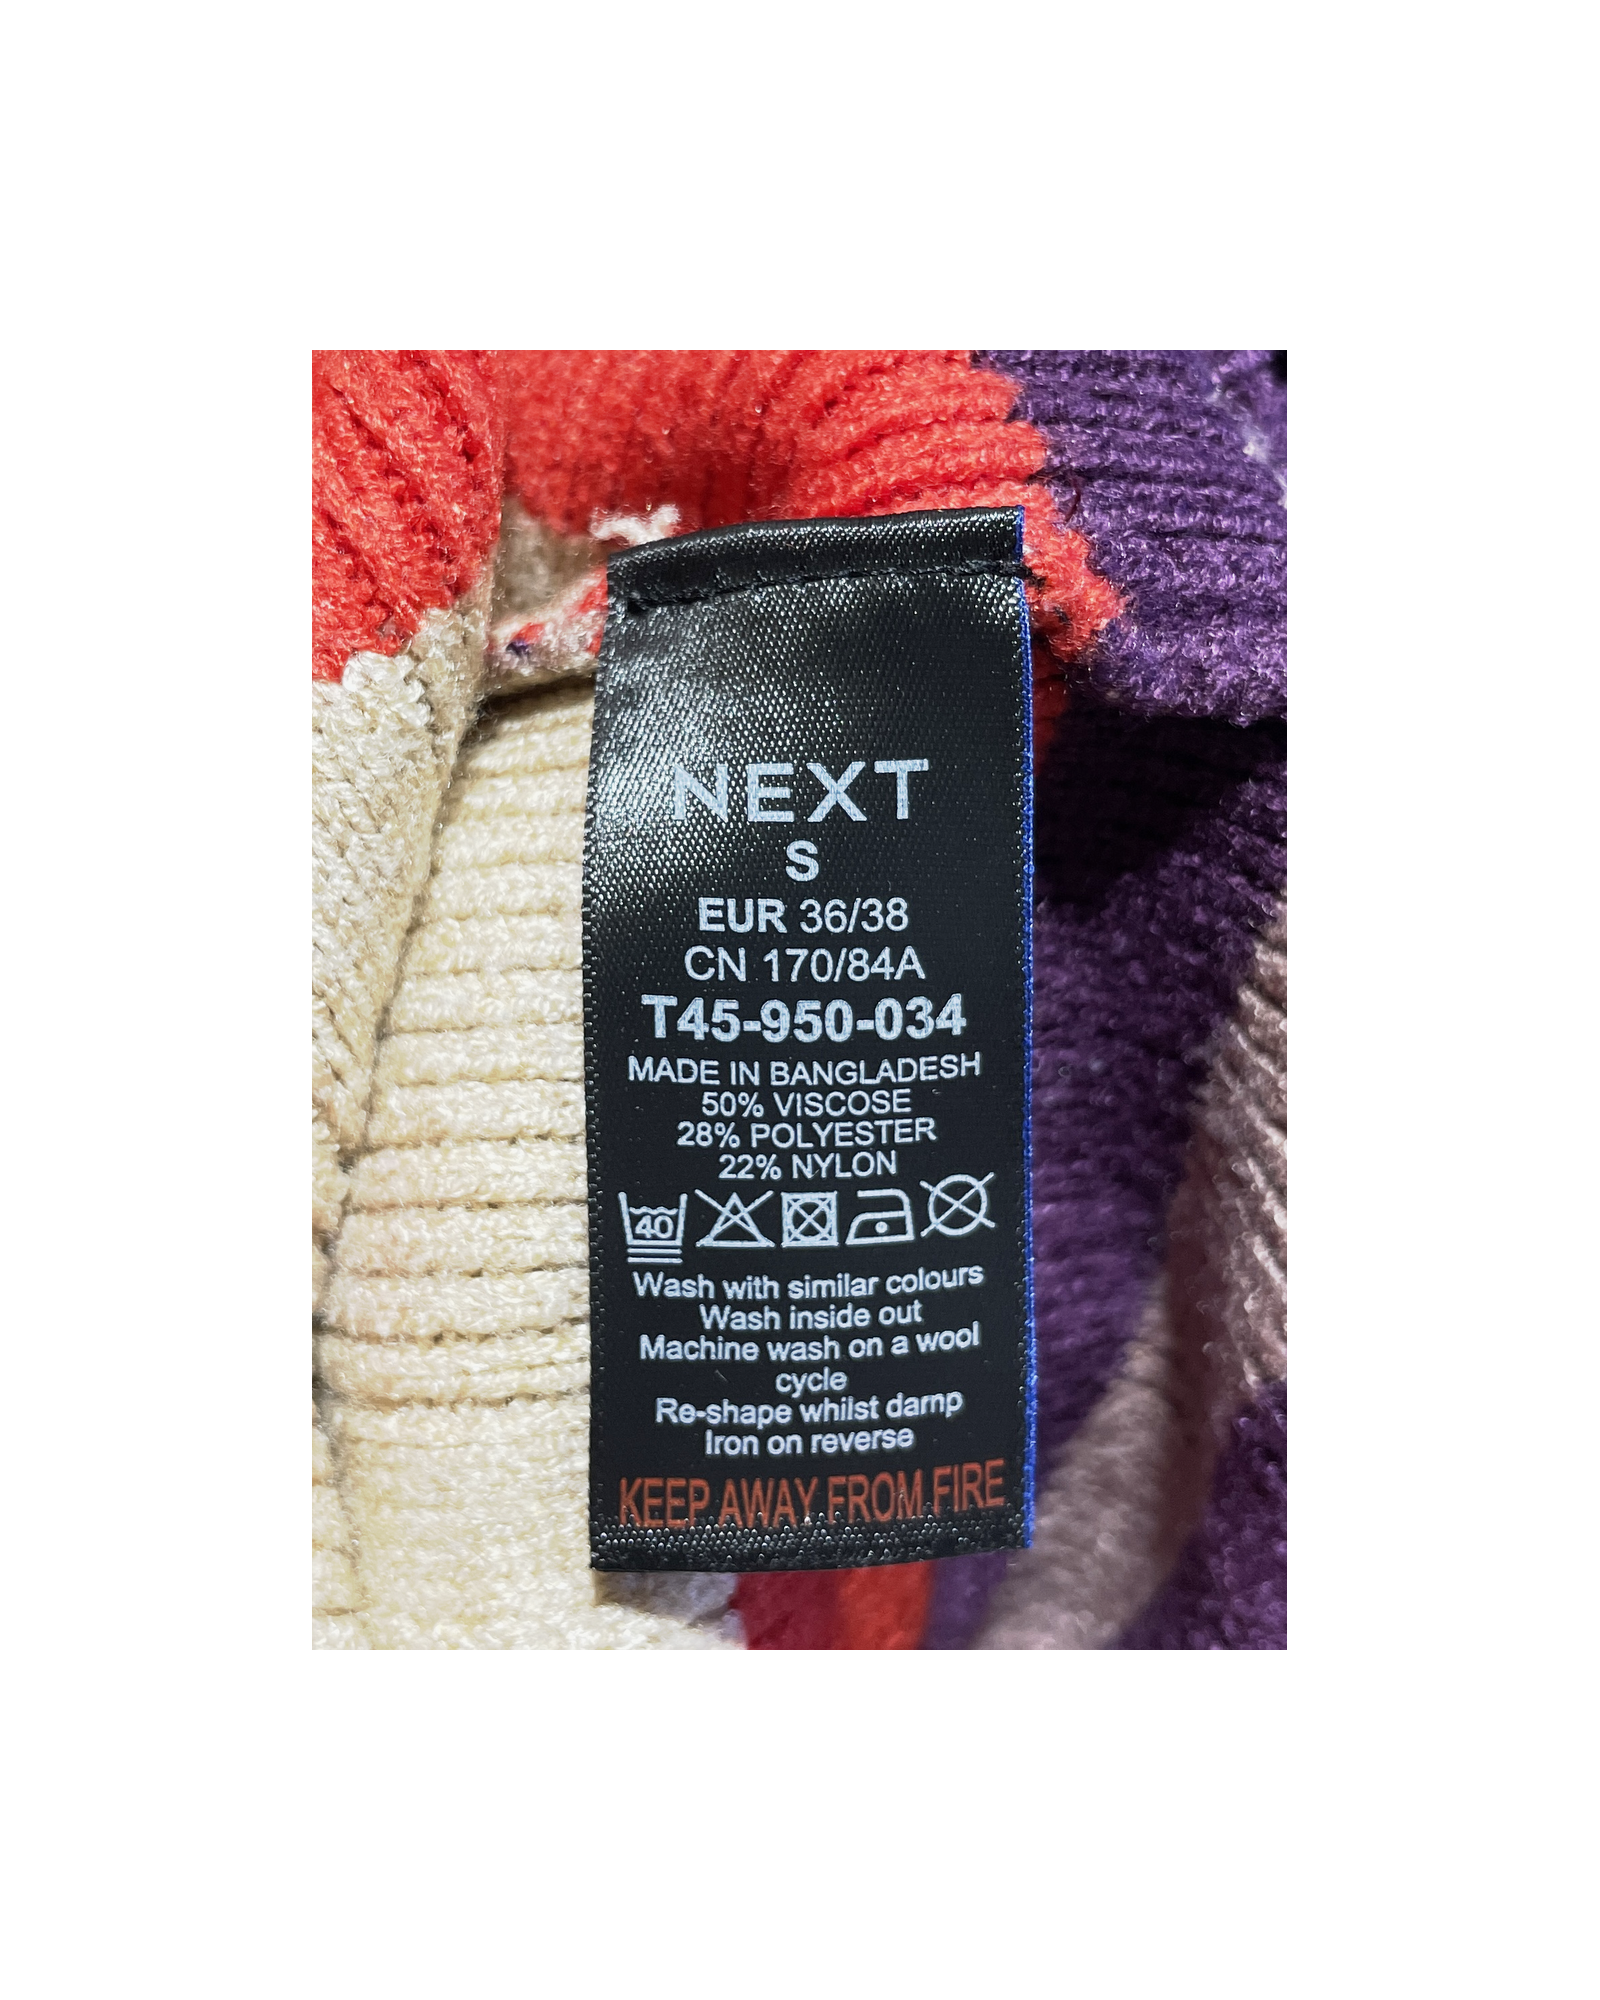 NEXT
S
EUR 36/38
CN 170/84A
T45-950-034
MADE IN BANGLADESH
50% VISCOSE
28% POLYESTER
22% NYLON
40
Wash with similar colours
Wash inside out
Machine wash on a wool
cycle
Re-shape whilst damp
Iron on reverse
KEEP AWAY FROM FIRE